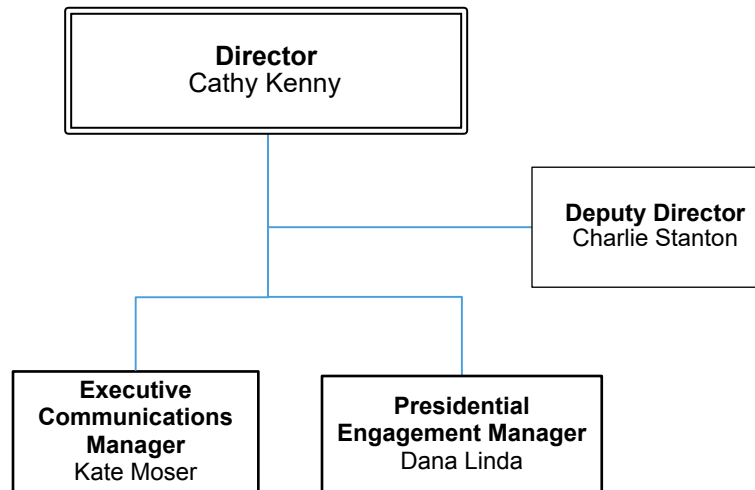 Director
Cathy Kenny
Deputy Director
Charlie Stanton
Executive
Communications
Manager
Kate Moser
Presidential
Engagement Manager
Dana Linda